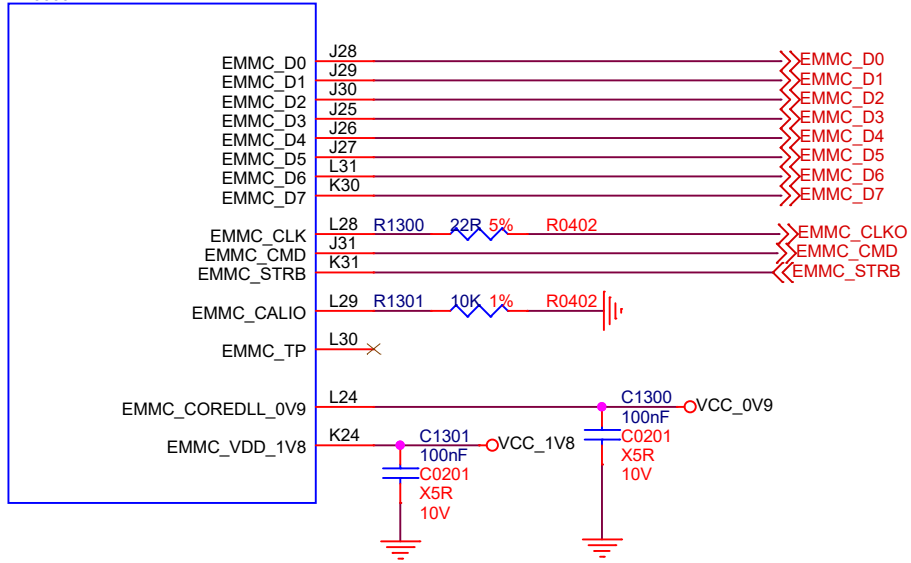 EMMC_D0 J28 EMMC_D0
EMMC_D1 J29 EMMC_D1
EMMC_D2 J30 EMMC_D2
EMMC_D3 J25 EMMC_D3
EMMC_D4 J26 EMMC_D4
EMMC_D5 J27 EMMC_D5
EMMC_D6 L31 EMMC_D6
EMMC_D7 K30 EMMC_D7
EMMC_CLK L28 R1300 22R 5% R0402 EMMC_CLKO
EMMC_CMD J31 EMMC_CMD
EMMC_STRB K31 EMMC_STRB
EMMC_CALIO L29 R1301 10K 1% R0402
EMMC_TP L30
EMMC_COREDLL_0V9 L24 C1300 VCC_0V9
100nF
C0201
X5R
10V
EMMC_VDD_1V8 K24 C1301 VCC_1V8
100nF
C0201
X5R
10V